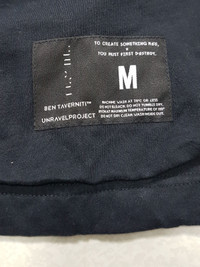 TO CREATE SOMETHING NEW,
YOU MUST FIRST DESTROY.
M
BEN TAVERNITI™
UNRAVELPROJECT
MACHINE WASH AT 30°C OR LESS
DO NOT BLEACH. DO NOT TUMBLE DRY.
IRON AT MAXIMUM TEMPERATURE OF 110°
DO NOT DRY CLEAN. WASH INSIDE OUT.